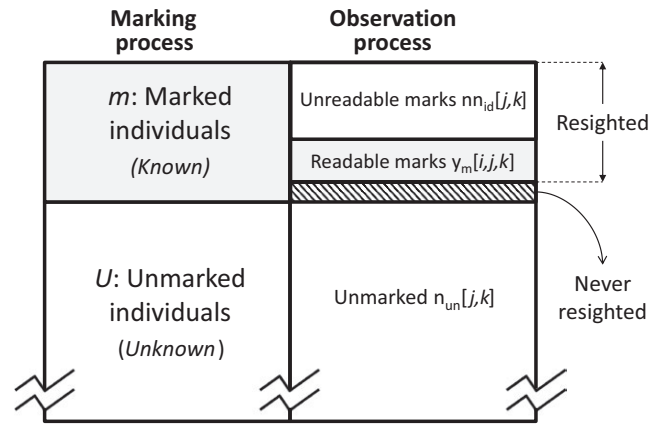 Marking
process
Observation
process
m: Marked
individuals
(Known)
Unreadable marks nn_id[j,k]
Readable marks y_m[i,j,k]
Resighted
U: Unmarked
individuals
(Unknown)
Unmarked n_un[j,k]
Never
resighted